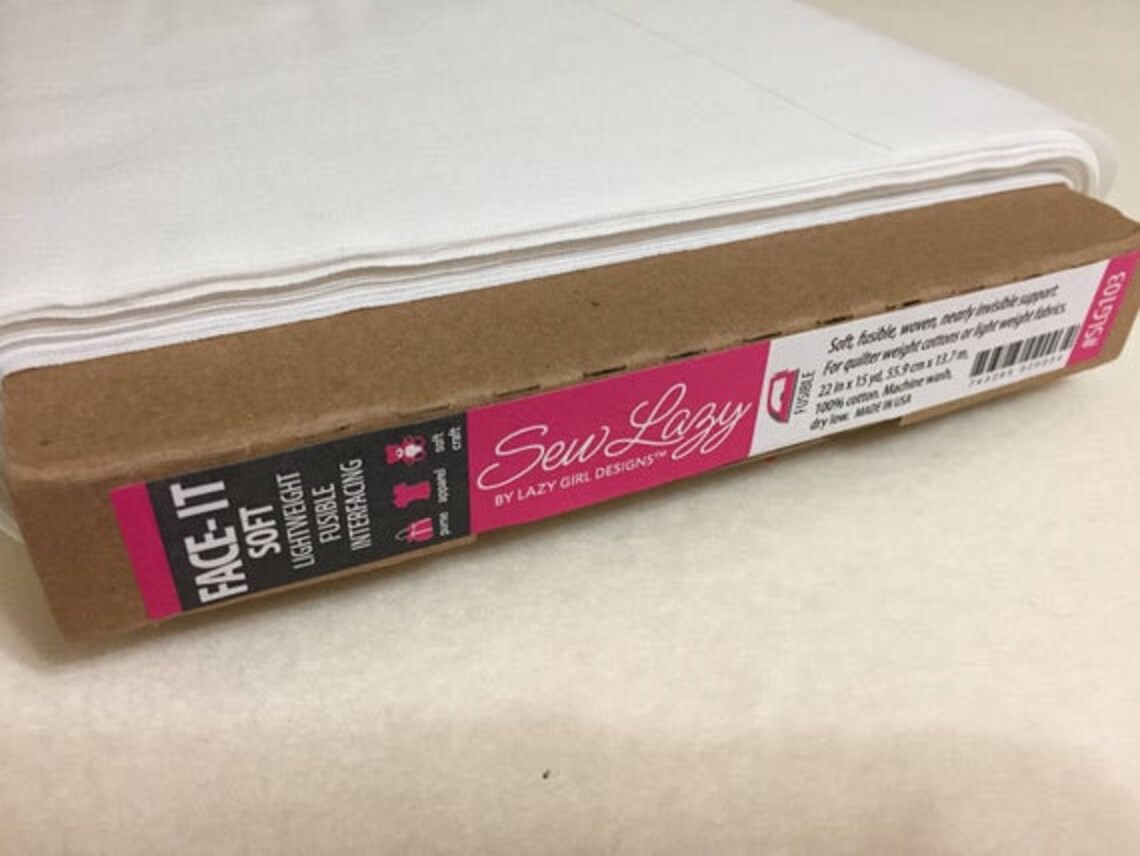 FACE-IT
SOFT
LIGHTWEIGHT
FUSIBLE
INTERFACING
purse apparel soft craft
Sew Lazy
BY LAZY GIRL DESIGNS™
FUSIBLE
Soft, fusible, woven, nearly invisible support.
For quilter weight cottons or light weight fabrics.
22 in x 15 yd, 55.9 cm x 13.7 m,
100% cotton. Machine wash,
dry low. MADE IN USA
#SLG103